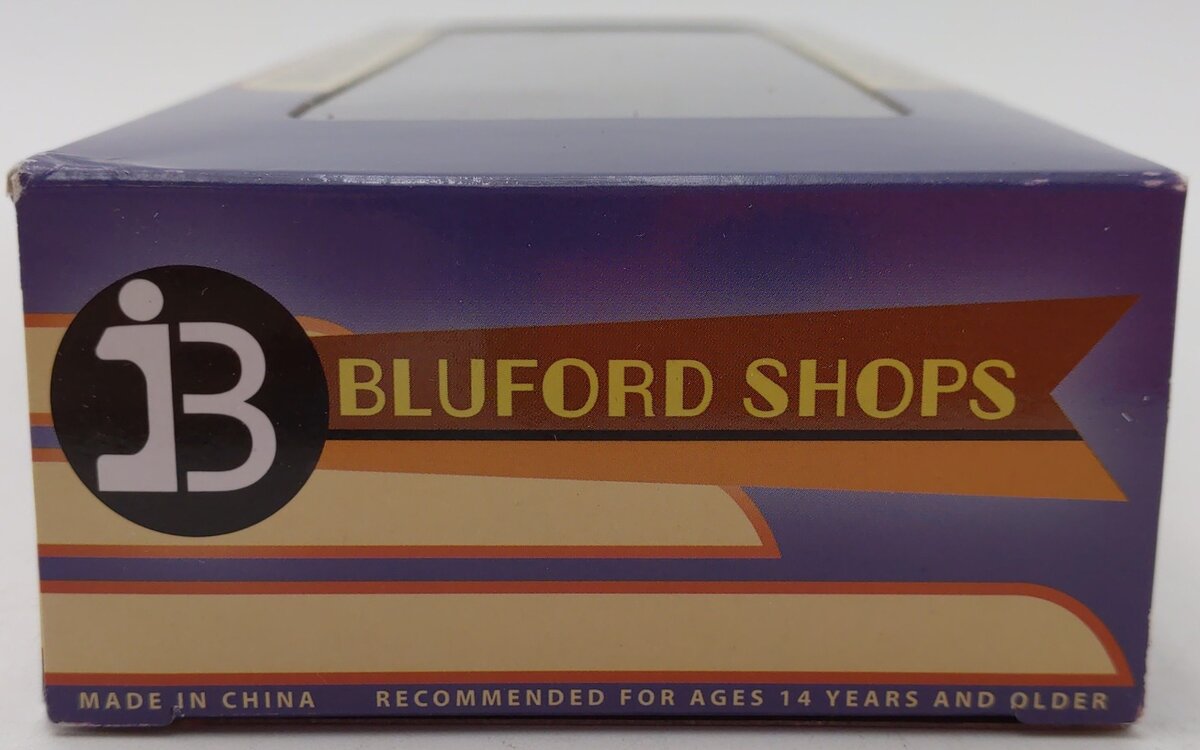 B
BLUFORD SHOPS
MADE IN CHINA RECOMMENDED FOR AGES 14 YEARS AND OLDER